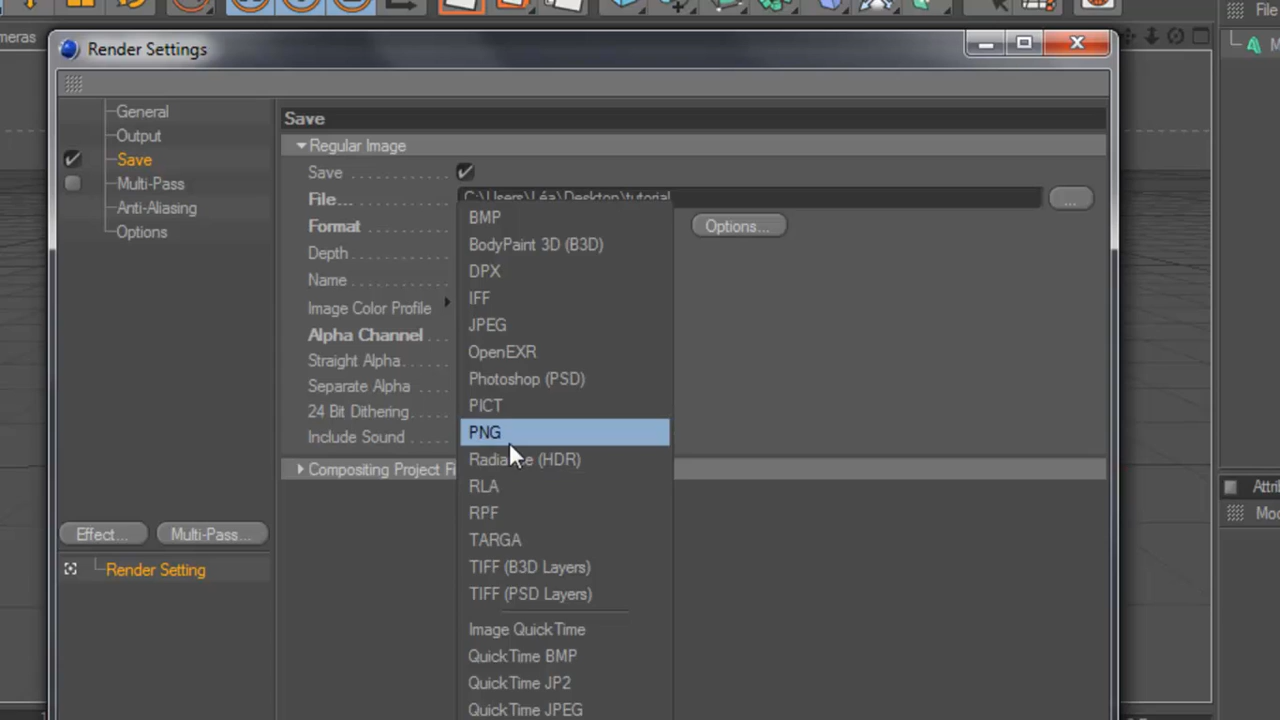 File
meras
Render Settings
M
General
Output
Save
Multi-Pass
Anti-Aliasing
Options
Save
Regular Image
Save
File...
C:\Users\Léa\Desktop\tutorial
...
Format
Options...
Depth
Name
Image Color Profile
Alpha Channel
Straight Alpha
Separate Alpha
24 Bit Dithering
Include Sound
Compositing Project Fi
BMP
BodyPaint 3D (B3D)
DPX
IFF
JPEG
OpenEXR
Photoshop (PSD)
PICT
PNG
Radiance (HDR)
RLA
RPF
TARGA
TIFF (B3D Layers)
TIFF (PSD Layers)
Image QuickTime
QuickTime BMP
QuickTime JP2
QuickTime JPEG
Effect...
Multi-Pass...
Render Setting
Attri
Mod